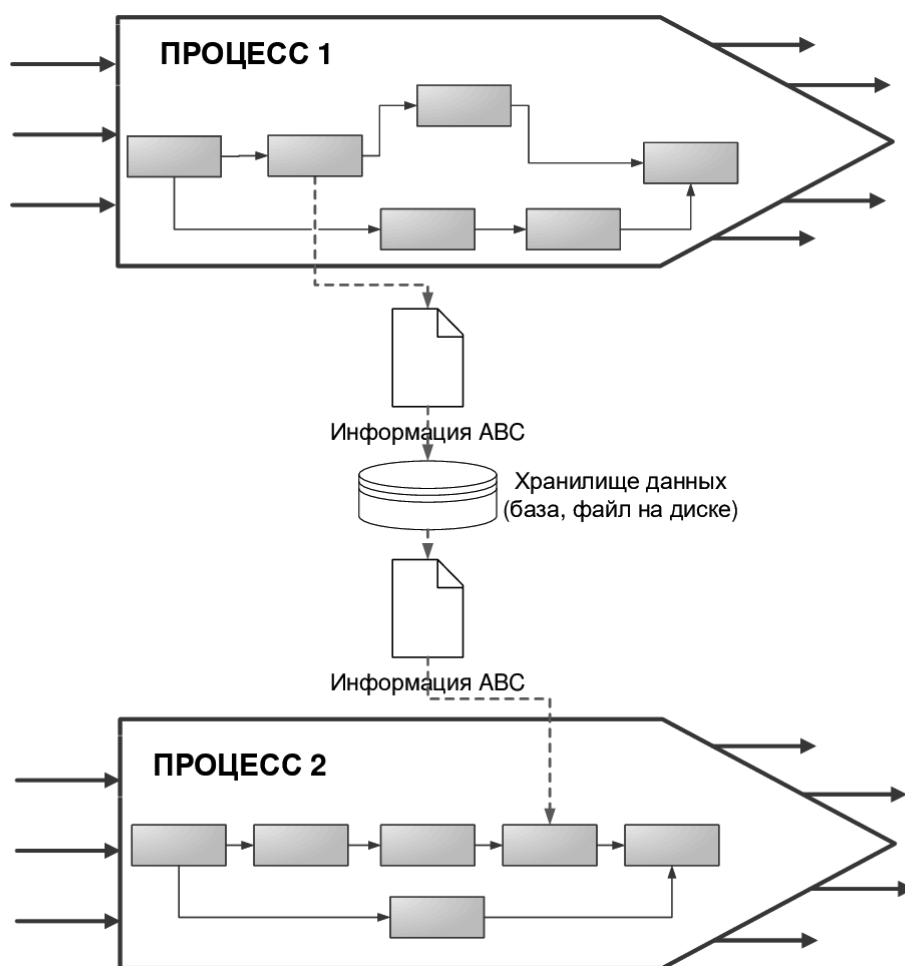 ПРОЦЕСС 1
Информация АВС
Хранилище данных
(база, файл на диске)
Информация АВС
ПРОЦЕСС 2